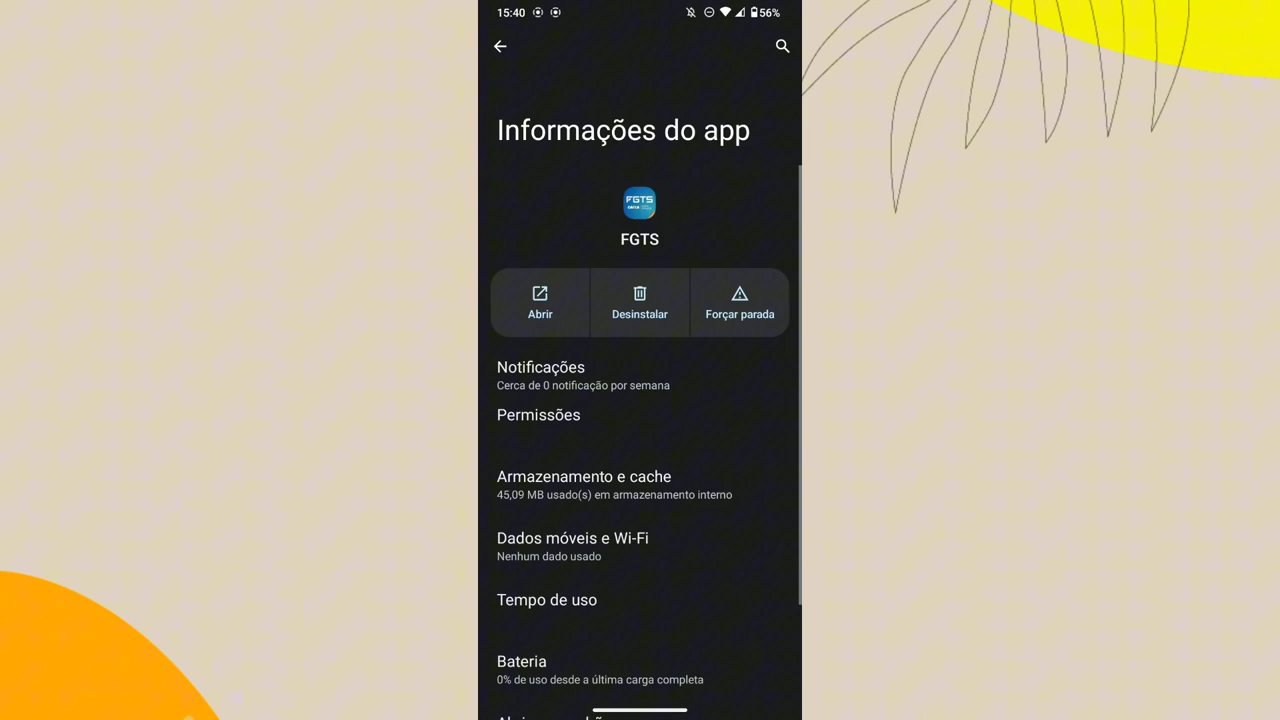 15:40
56%
Informações do app
FGTS
CAIXA
FGTS
Abrir
Desinstalar
Forçar parada
Notificações
Cerca de 0 notificação por semana
Permissões
Armazenamento e cache
45,09 MB usado(s) em armazenamento interno
Dados móveis e Wi-Fi
Nenhum dado usado
Tempo de uso
Bateria
0% de uso desde a última carga completa